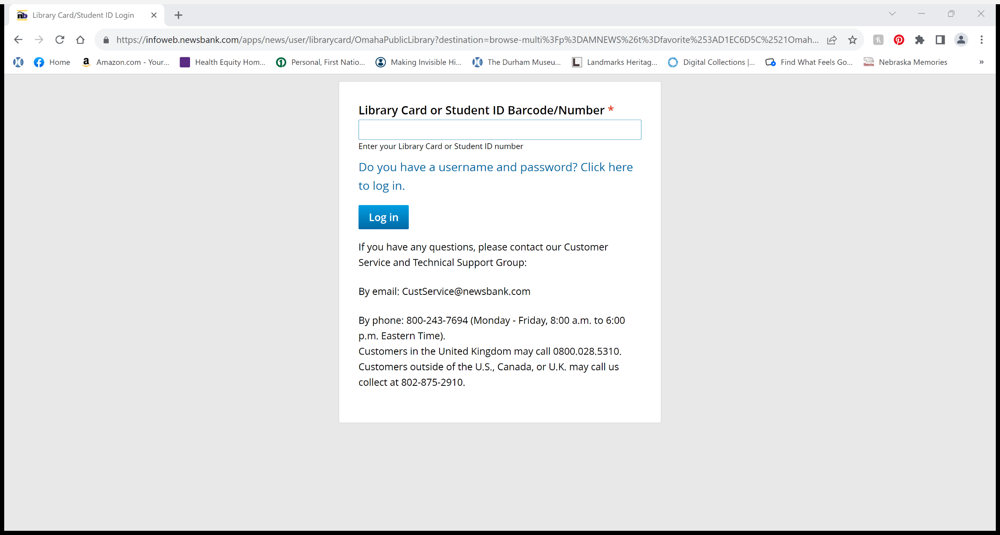 Library Card/Student ID Login
https://infoweb.newsbank.com/apps/news/user/librarycard/OmahaPublicLibrary?destination=browse-multi%3Fp%3DAMNEWS%26t%3Dfavorite%253AD1EC6D5C%2521Omah...
Home Amazon.com - Your... Health Equity Hom... Personal, First Natio... Making Invisible Hi... The Durham Museu... Landmarks Heritag... Digital Collections |... Find What Feels Go... Nebraska Memories »
Library Card or Student ID Barcode/Number *
Enter your Library Card or Student ID number
Do you have a username and password? Click here
to log in.
Log in
If you have any questions, please contact our Customer
Service and Technical Support Group:
By email: CustService@newsbank.com
By phone: 800-243-7694 (Monday - Friday, 8:00 a.m. to 6:00
p.m. Eastern Time).
Customers in the United Kingdom may call 0800.028.5310.
Customers outside of the U.S., Canada, or U.K. may call us
collect at 802-875-2910.